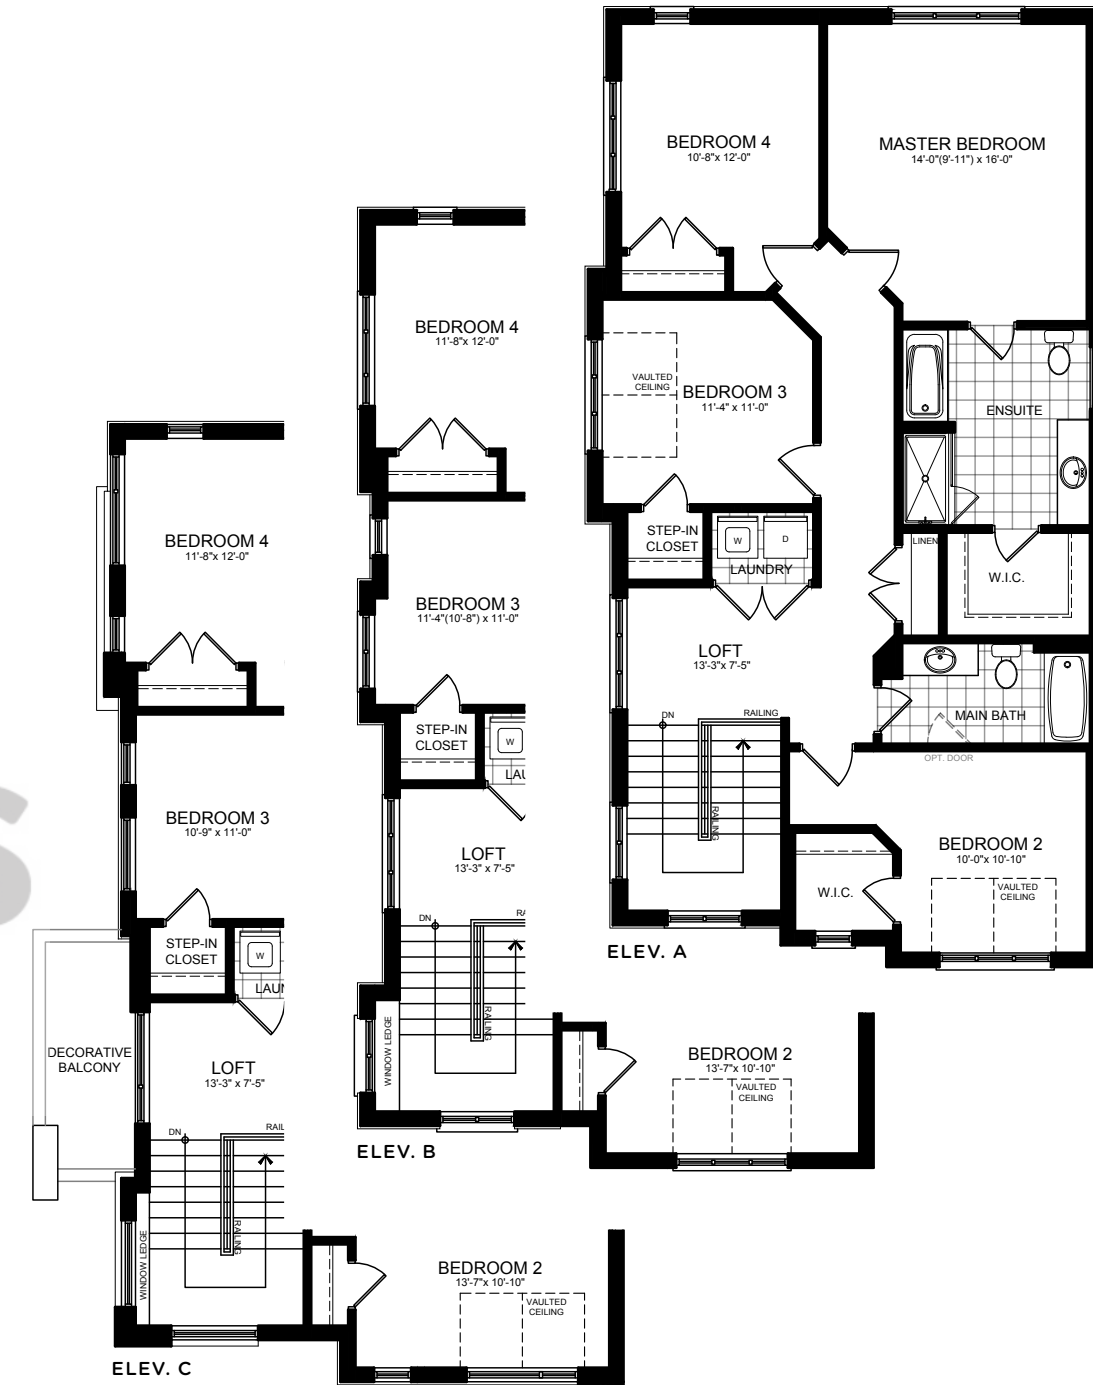 BEDROOM 4
10'-8"x 12'-0"
MASTER BEDROOM
14'-0"(9'-11") x 16'-0"
VAULTED
CEILING
BEDROOM 3
11'-4" x 11'-0"
ENSUITE
STEP-IN
CLOSET
W
D
LAUNDRY
LINEN
W.I.C.
LOFT
13'-3"x 7'-5"
DN
RAILING
RAILING
MAIN BATH
OPT. DOOR
BEDROOM 2
10'-0"x 10'-10"
W.I.C.
VAULTED
CEILING
ELEV. A
BEDROOM 4
11'-8"x 12'-0"
BEDROOM 3
11'-4"(10'-8") x 11'-0"
STEP-IN
CLOSET
W
LAU
LOFT
13'-3" x 7'-5"
DN
RA
RAILING
WINDOW LEDGE
BEDROOM 2
13'-7"x 10'-10"
VAULTED
CEILING
ELEV. B
BEDROOM 4
11'-8"x 12'-0"
BEDROOM 3
10'-9" x 11'-0"
STEP-IN
CLOSET
W
LAUN
DECORATIVE
BALCONY
LOFT
13'-3" x 7'-5"
DN
RAIL
RAILING
WINDOW LEDGE
BEDROOM 2
13'-7"x 10'-10"
VAULTED
CEILING
ELEV. C